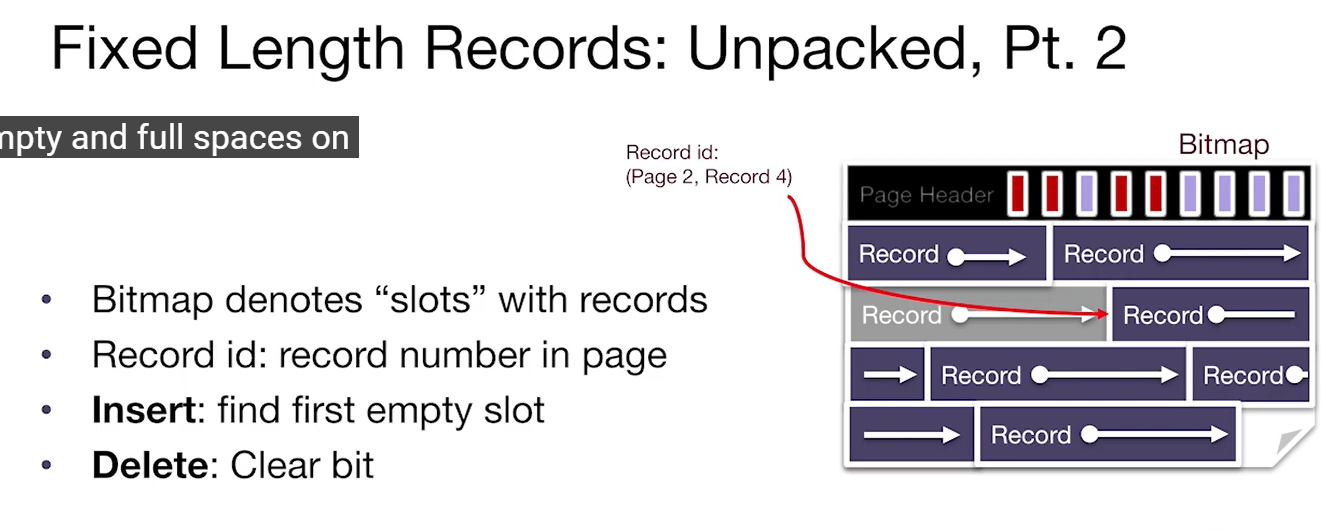 Fixed Length Records: Unpacked, Pt. 2
mpty and full spaces on
Record id:
(Page 2, Record 4)
Bitmap
Page Header
Record Record
Record Record
Record Record
Record
• Bitmap denotes “slots” with records
• Record id: record number in page
• Insert: find first empty slot
• Delete: Clear bit